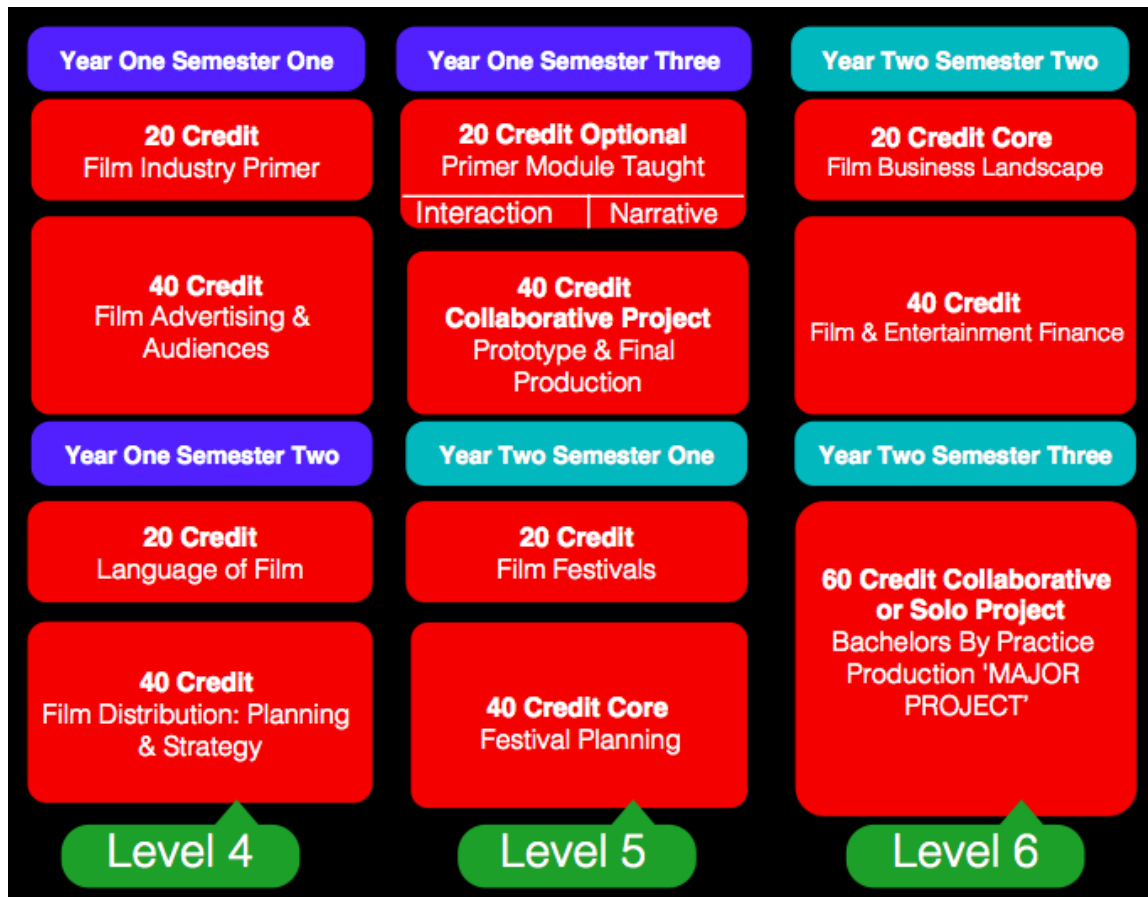 Year One Semester One
20 Credit
Film Industry Primer
40 Credit
Film Advertising &
Audiences
Year One Semester Two
20 Credit
Language of Film
40 Credit
Film Distribution: Planning
& Strategy
Level 4
Year One Semester Three
20 Credit Optional
Primer Module Taught
Interaction
Narrative
40 Credit
Collaborative Project
Prototype & Final
Production
Year Two Semester One
20 Credit
Film Festivals
40 Credit Core
Festival Planning
Level 5
Year Two Semester Two
20 Credit Core
Film Business Landscape
40 Credit
Film & Entertainment Finance
Year Two Semester Three
60 Credit Collaborative
or Solo Project
Bachelors By Practice
Production 'MAJOR
PROJECT’
Level 6